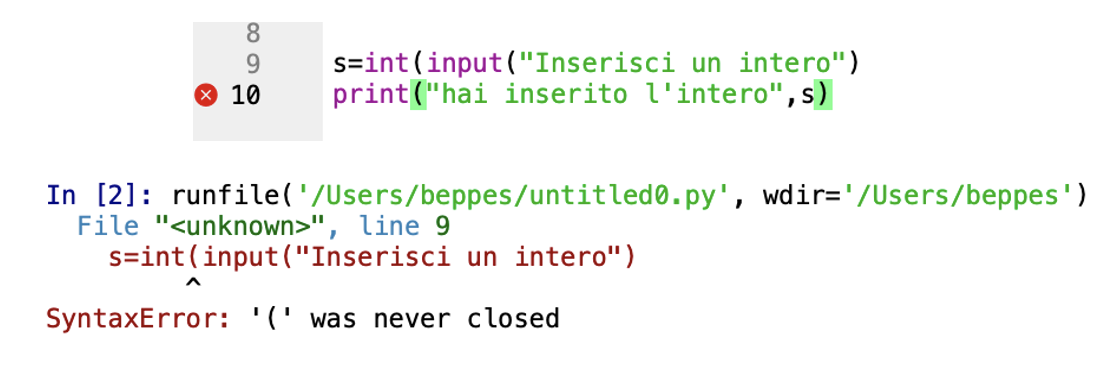 8
9 s=int(input("Inserisci un intero")
10 print("hai inserito l'intero",s)
In [2]: runfile('/Users/beppes/untitled0.py', wdir='/Users/beppes')
File "<unknown>", line 9
s=int(input("Inserisci un intero")
^
SyntaxError: '(' was never closed